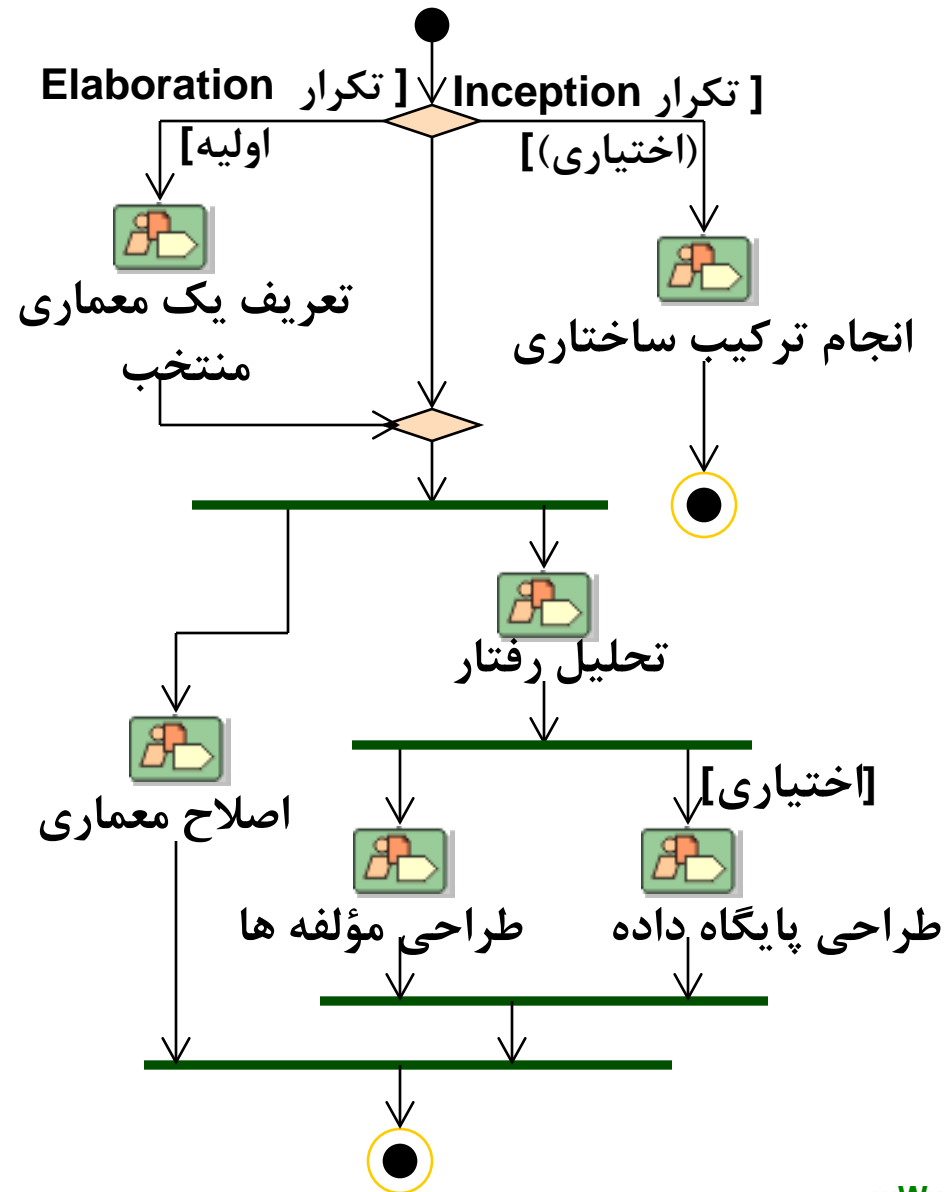 [ تکرار Elaboration
اولیه]
[ تکرار Inception
(اختیاری)]
تعریف یک معماری
منتخب
انجام ترکیب ساختاری
تحلیل رفتار
[اختیاری]
اصلاح معماری
طراحی مؤلفه ها
طراحی پایگاه داده